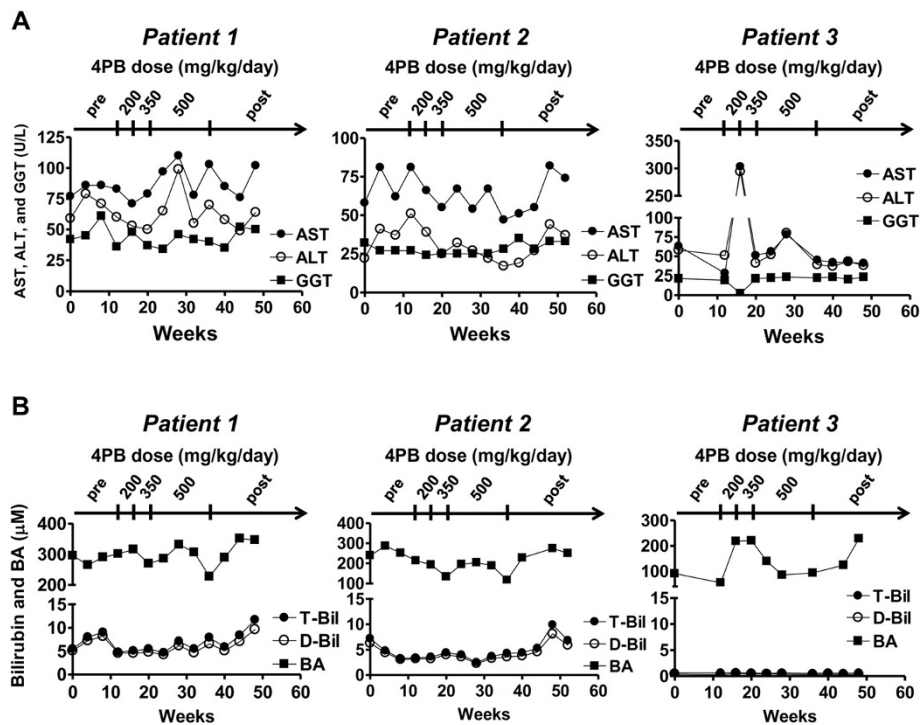 A
Patient 1
4PB dose (mg/kg/day)
pre 200 350 500 post
AST, ALT, and GGT (U/L)
125
100
75
50
25
0
AST
ALT
GGT
0 10 20 30 40 50 60
Weeks
Patient 2
4PB dose (mg/kg/day)
pre 200 350 500 post
100
75
50
25
0
AST
ALT
GGT
0 10 20 30 40 50 60
Weeks
Patient 3
4PB dose (mg/kg/day)
pre 200 350 500 post
350
300
250
100
75
50
25
0
AST
ALT
GGT
0 10 20 30 40 50 60
Weeks
B
Patient 1
4PB dose (mg/kg/day)
pre 200 350 500 post
Bilirubin and BA (μM)
400
300
200
15
10
5
0
T-Bil
D-Bil
BA
0 10 20 30 40 50 60
Weeks
Patient 2
4PB dose (mg/kg/day)
pre 200 350 500 post
400
300
200
100
15
10
5
0
T-Bil
D-Bil
BA
0 10 20 30 40 50 60
Weeks
Patient 3
4PB dose (mg/kg/day)
pre 200 350 500 post
300
200
100
0
15
10
5
0
T-Bil
D-Bil
BA
0 10 20 30 40 50 60
Weeks